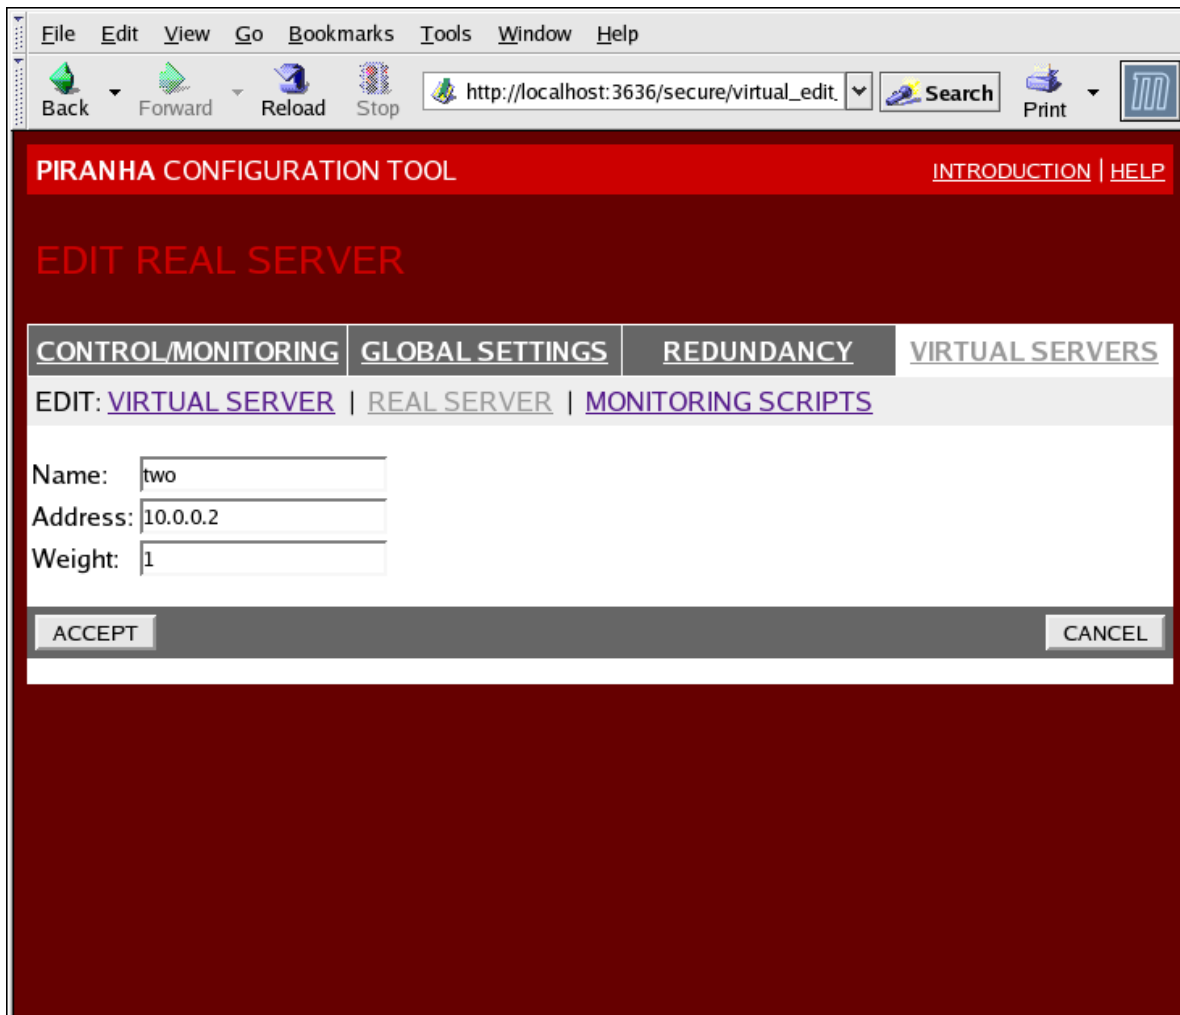 File Edit View Go Bookmarks Tools Window Help
Back Forward Reload Stop http://localhost:3636/secure/virtual_edit_ Search Print
PIRANHA CONFIGURATION TOOL INTRODUCTION | HELP
EDIT REAL SERVER
CONTROL/MONITORING GLOBAL SETTINGS REDUNDANCY VIRTUAL SERVERS
EDIT: VIRTUAL SERVER | REAL SERVER | MONITORING SCRIPTS
Name: two
Address: 10.0.0.2
Weight: 1
ACCEPT CANCEL